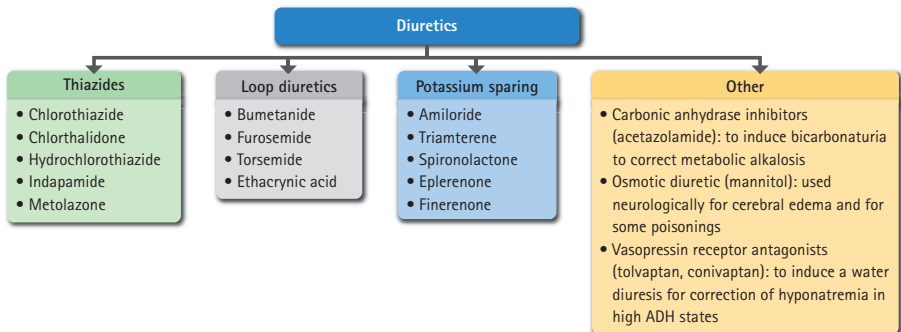 Diuretics
Thiazides
• Chlorothiazide
• Chlorthalidone
• Hydrochlorothiazide
• Indapamide
• Metolazone
Loop diuretics
• Bumetanide
• Furosemide
• Torsemide
• Ethacrynic acid
Potassium sparing
• Amiloride
• Triamterene
• Spironolactone
• Eplerenone
• Finerenone
Other
• Carbonic anhydrase inhibitors
(acetazolamide): to induce bicarbonaturia
to correct metabolic alkalosis
• Osmotic diuretic (mannitol): used
neurologically for cerebral edema and for
some poisonings
• Vasopressin receptor antagonists
(tolvaptan, conivaptan): to induce a water
diuresis for correction of hyponatremia in
high ADH states